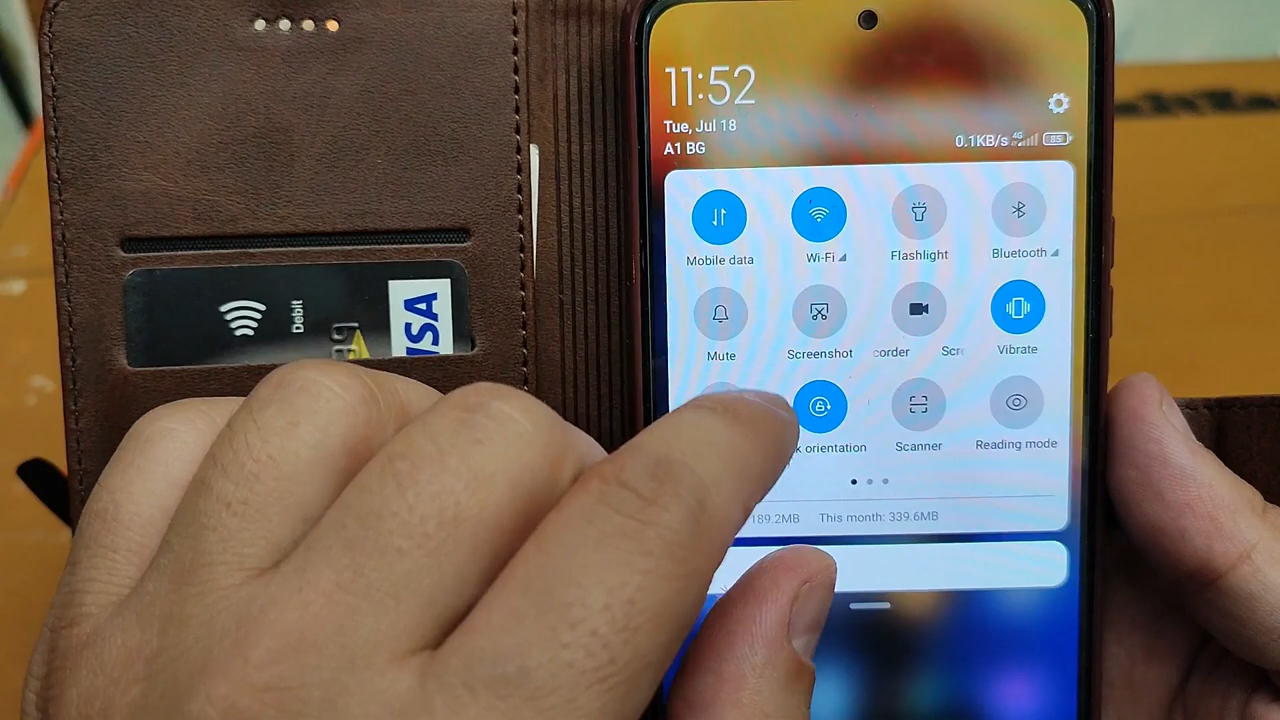 11:52
Tue, Jul 18
A1 BG
0.1KB/s 4G 85
Mobile data
Wi-Fi
Flashlight
Bluetooth
Mute
Screenshot
corder Scr
Vibrate
k orientation
Scanner
Reading mode
189.2MB This month: 339.6MB
Debit
VISA